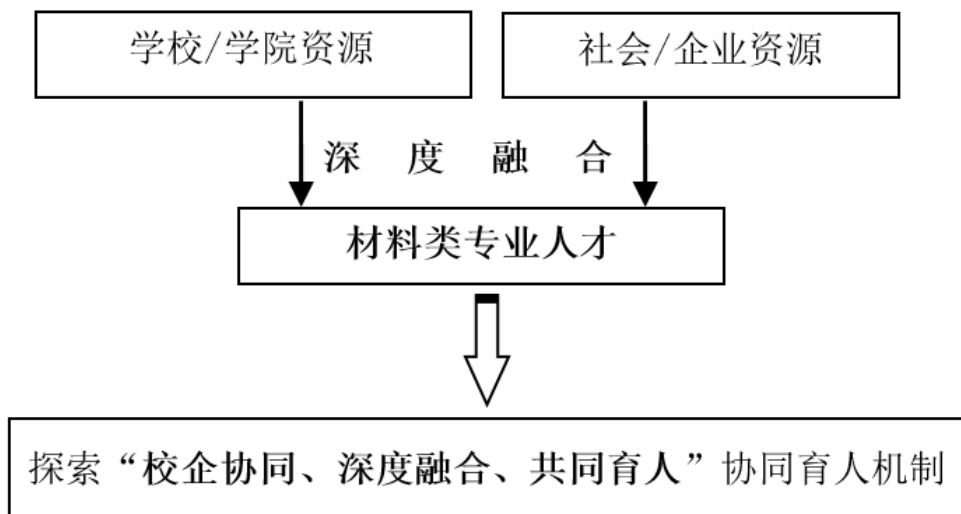 学校/学院资源
社会/企业资源
深度融合
材料类专业人才
探索“校企协同、深度融合、共同育人”协同育人机制